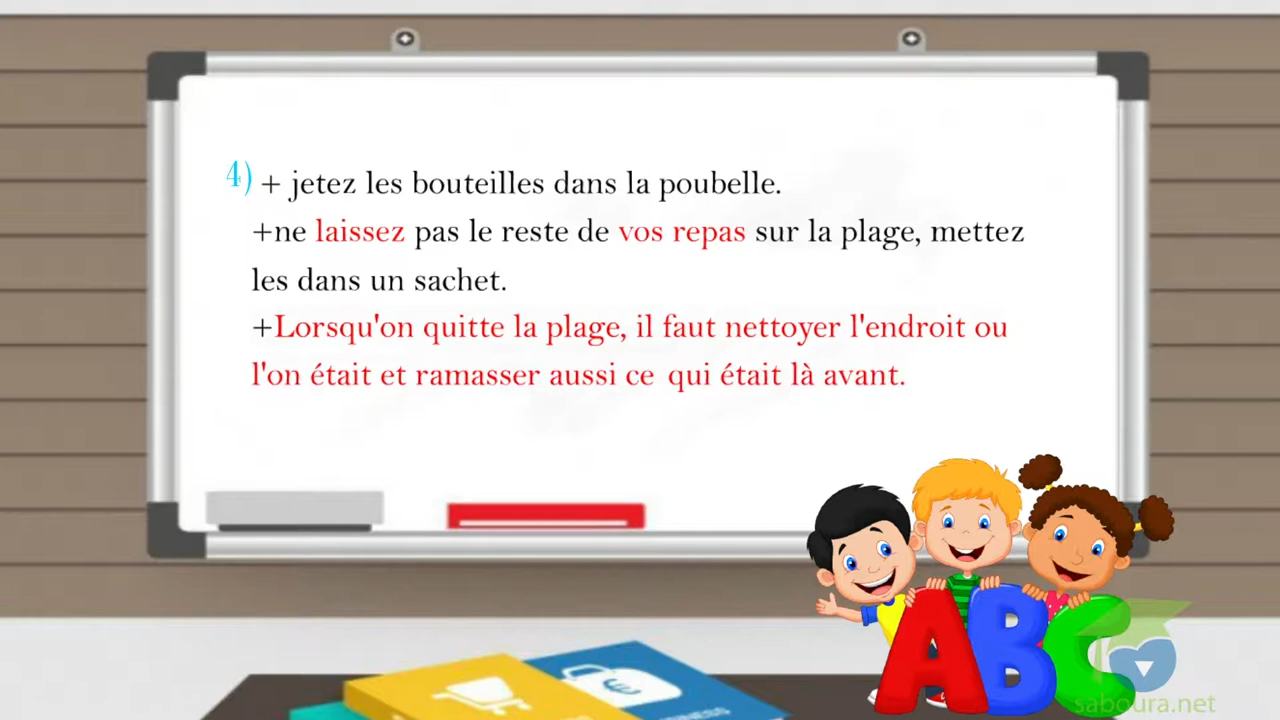 4) + jetez les bouteilles dans la poubelle.
+ne laissez pas le reste de vos repas sur la plage, mettez
les dans un sachet.
+Lorsqu'on quitte la plage, il faut nettoyer l'endroit ou
l'on était et ramasser aussi ce qui était là avant.
ABC
saboura.net